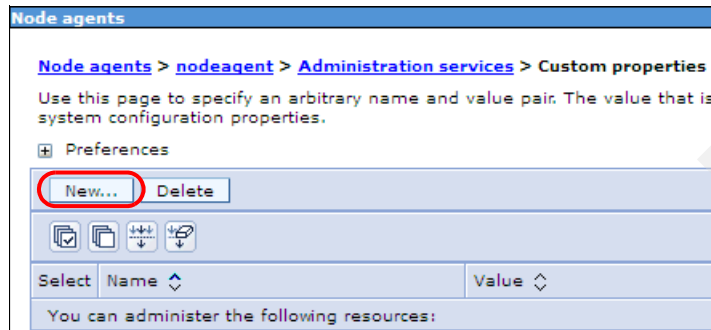 Node agents
Node agents > nodeagent > Administration services > Custom properties
Use this page to specify an arbitrary name and value pair. The value that is
system configuration properties.
Preferences
New... Delete
Select Name Value
You can administer the following resources: